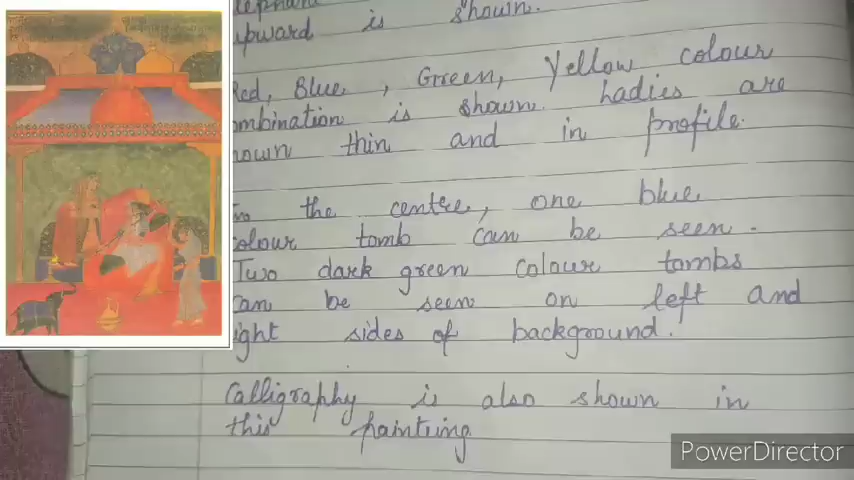 upward is shown.
Red, Blue, Green, Yellow colour
combination is shown. Ladies are
shown thin and in profile.
the centre, one blue
colour tomb can be seen.
Two dark green colour tombs
can be seen on left and
right sides of background.
Calligraphy is also shown in
this painting
PowerDirector